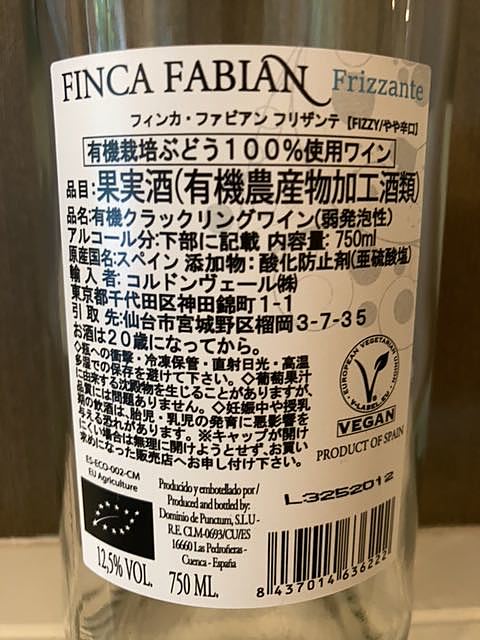 FINCA FABIAN Frizzante
フィンカ・ファビアン フリザンテ【FIZZY/やや辛口】
有機栽培ぶどう100%使用ワイン
品目:果実酒(有機農産物加工酒類)
品名:有機クラックリングワイン(弱発泡性)
アルコール分:下部に記載 内容量:750ml
原産国名:スペイン 添加物:酸化防止剤(亜硫酸塩)
輸入者:コルドンヴェール㈱
東京都千代田区神田錦町1-1
引取先:仙台市宮城野区榴岡3-7-35
お酒は20歳になってから。
◇瓶への衝撃・冷凍保管・直射日光・高温
多湿での保存を避けて下さい。◇葡萄果汁
に由来する沈殿物を生じることがありますが、
品質には問題ありません。◇妊娠中や授乳
期の飲酒は、胎児・乳児の発育に悪影響を
与える恐れがあります。※キャップが開け
にくい場合は無理に開けようとせず、お買い
求めになった販売店へお申し付け下さい。
EUROPEAN VEGETARIAN UNION
V-LABEL.EU
VEGAN
PRODUCT OF SPAIN
ES-ECO-002-CM
EU Agriculture
Producido y embotellado por/
Produced and bottled by:
Dominio de Punctum, S.L.U -
R.E. CLM-0693/CU/ES
16660 Las Pedroñeras -
Cuenca - España
L3252012
12,5% VOL. 750 ML.
8 437014 636222